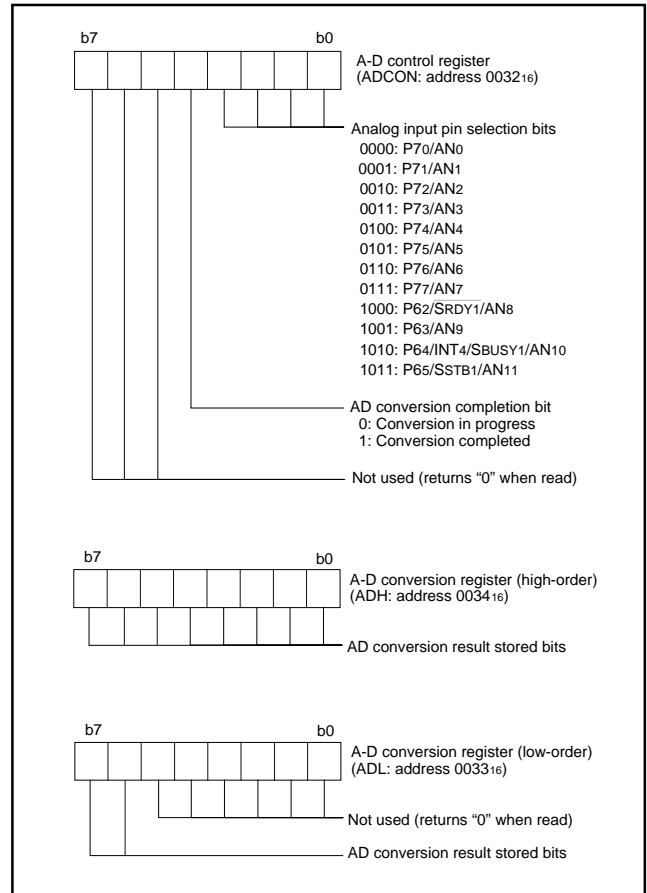 b7 b0
A-D control register
(ADCON: address 003216)
Analog input pin selection bits
0000: P70/AN0
0001: P71/AN1
0010: P72/AN2
0011: P73/AN3
0100: P74/AN4
0101: P75/AN5
0110: P76/AN6
0111: P77/AN7
1000: P62/S̅R̅D̅Y̅1̅/AN8
1001: P63/AN9
1010: P64/INT4/SBUSY1/AN10
1011: P65/SSTB1/AN11
AD conversion completion bit
0: Conversion in progress
1: Conversion completed
Not used (returns “0” when read)
b7 b0
A-D conversion register (high-order)
(ADH: address 003416)
AD conversion result stored bits
b7 b0
A-D conversion register (low-order)
(ADL: address 003316)
Not used (returns “0” when read)
AD conversion result stored bits